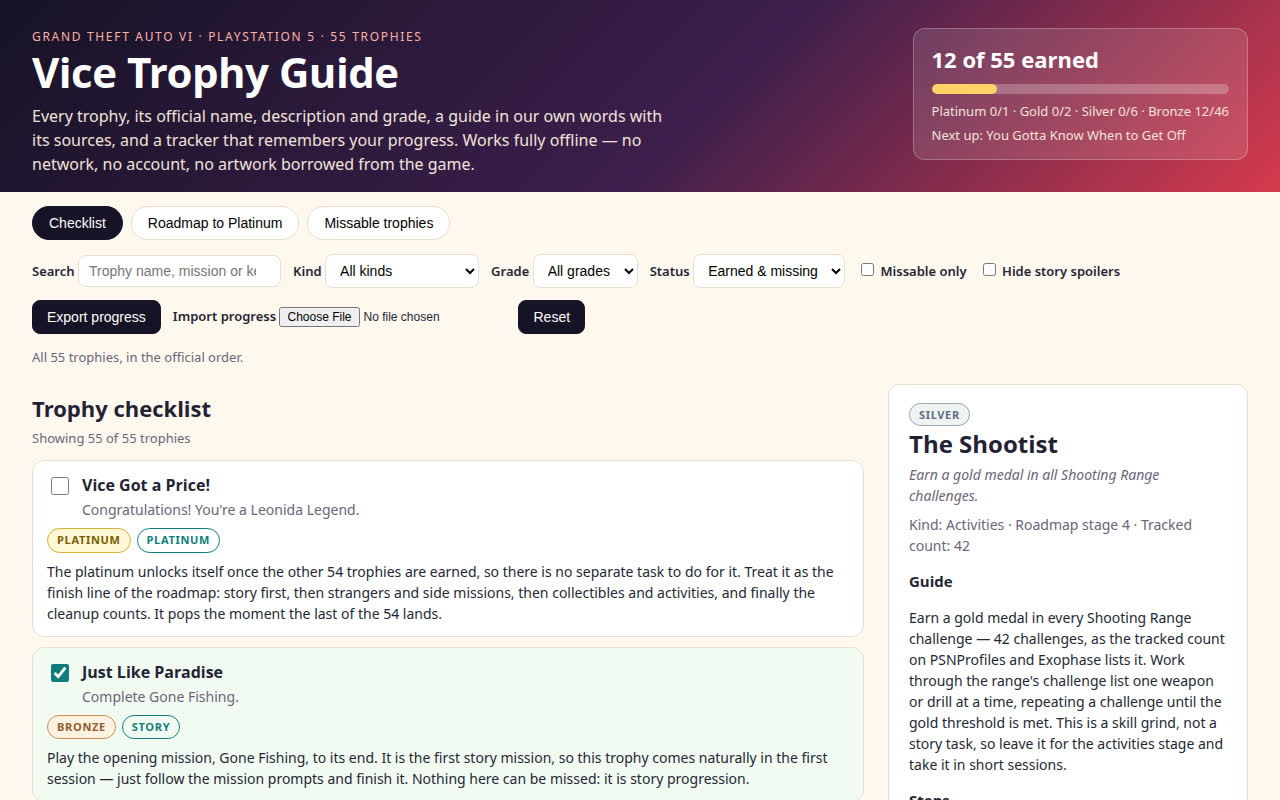 GRAND THEFT AUTO VI · PLAYSTATION 5 · 55 TROPHIES
Vice Trophy Guide
Every trophy, its official name, description and grade, a guide in our own words with
its sources, and a tracker that remembers your progress. Works fully offline — no
network, no account, no artwork borrowed from the game.
12 of 55 earned
Platinum 0/1 · Gold 0/2 · Silver 0/6 · Bronze 12/46
Next up: You Gotta Know When to Get Off
Checklist
Roadmap to Platinum
Missable trophies
Search
Trophy name, mission or ke
Kind
All kinds
Grade
All grades
Status
Earned & missing
Missable only
Hide story spoilers
Export progress
Import progress
Choose File
No file chosen
Reset
All 55 trophies, in the official order.
Trophy checklist
Showing 55 of 55 trophies
Vice Got a Price!
Congratulations! You're a Leonida Legend.
PLATINUM
PLATINUM
The platinum unlocks itself once the other 54 trophies are earned, so there is no separate task to do for it. Treat it as the
finish line of the roadmap: story first, then strangers and side missions, then collectibles and activities, and finally the
cleanup counts. It pops the moment the last of the 54 lands.
Just Like Paradise
Complete Gone Fishing.
BRONZE
STORY
Play the opening mission, Gone Fishing, to its end. It is the first story mission, so this trophy comes naturally in the first
session — just follow the mission prompts and finish it. Nothing here can be missed: it is story progression.
SILVER
The Shootist
Earn a gold medal in all Shooting Range
challenges.
Kind: Activities · Roadmap stage 4 · Tracked
count: 42
Guide
Earn a gold medal in every Shooting Range
challenge — 42 challenges, as the tracked count
on PSNProfiles and Exophase lists it. Work
through the range's challenge list one weapon
or drill at a time, repeating a challenge until the
gold threshold is met. This is a skill grind, not a
story task, so leave it for the activities stage and
take it in short sessions.
Steps